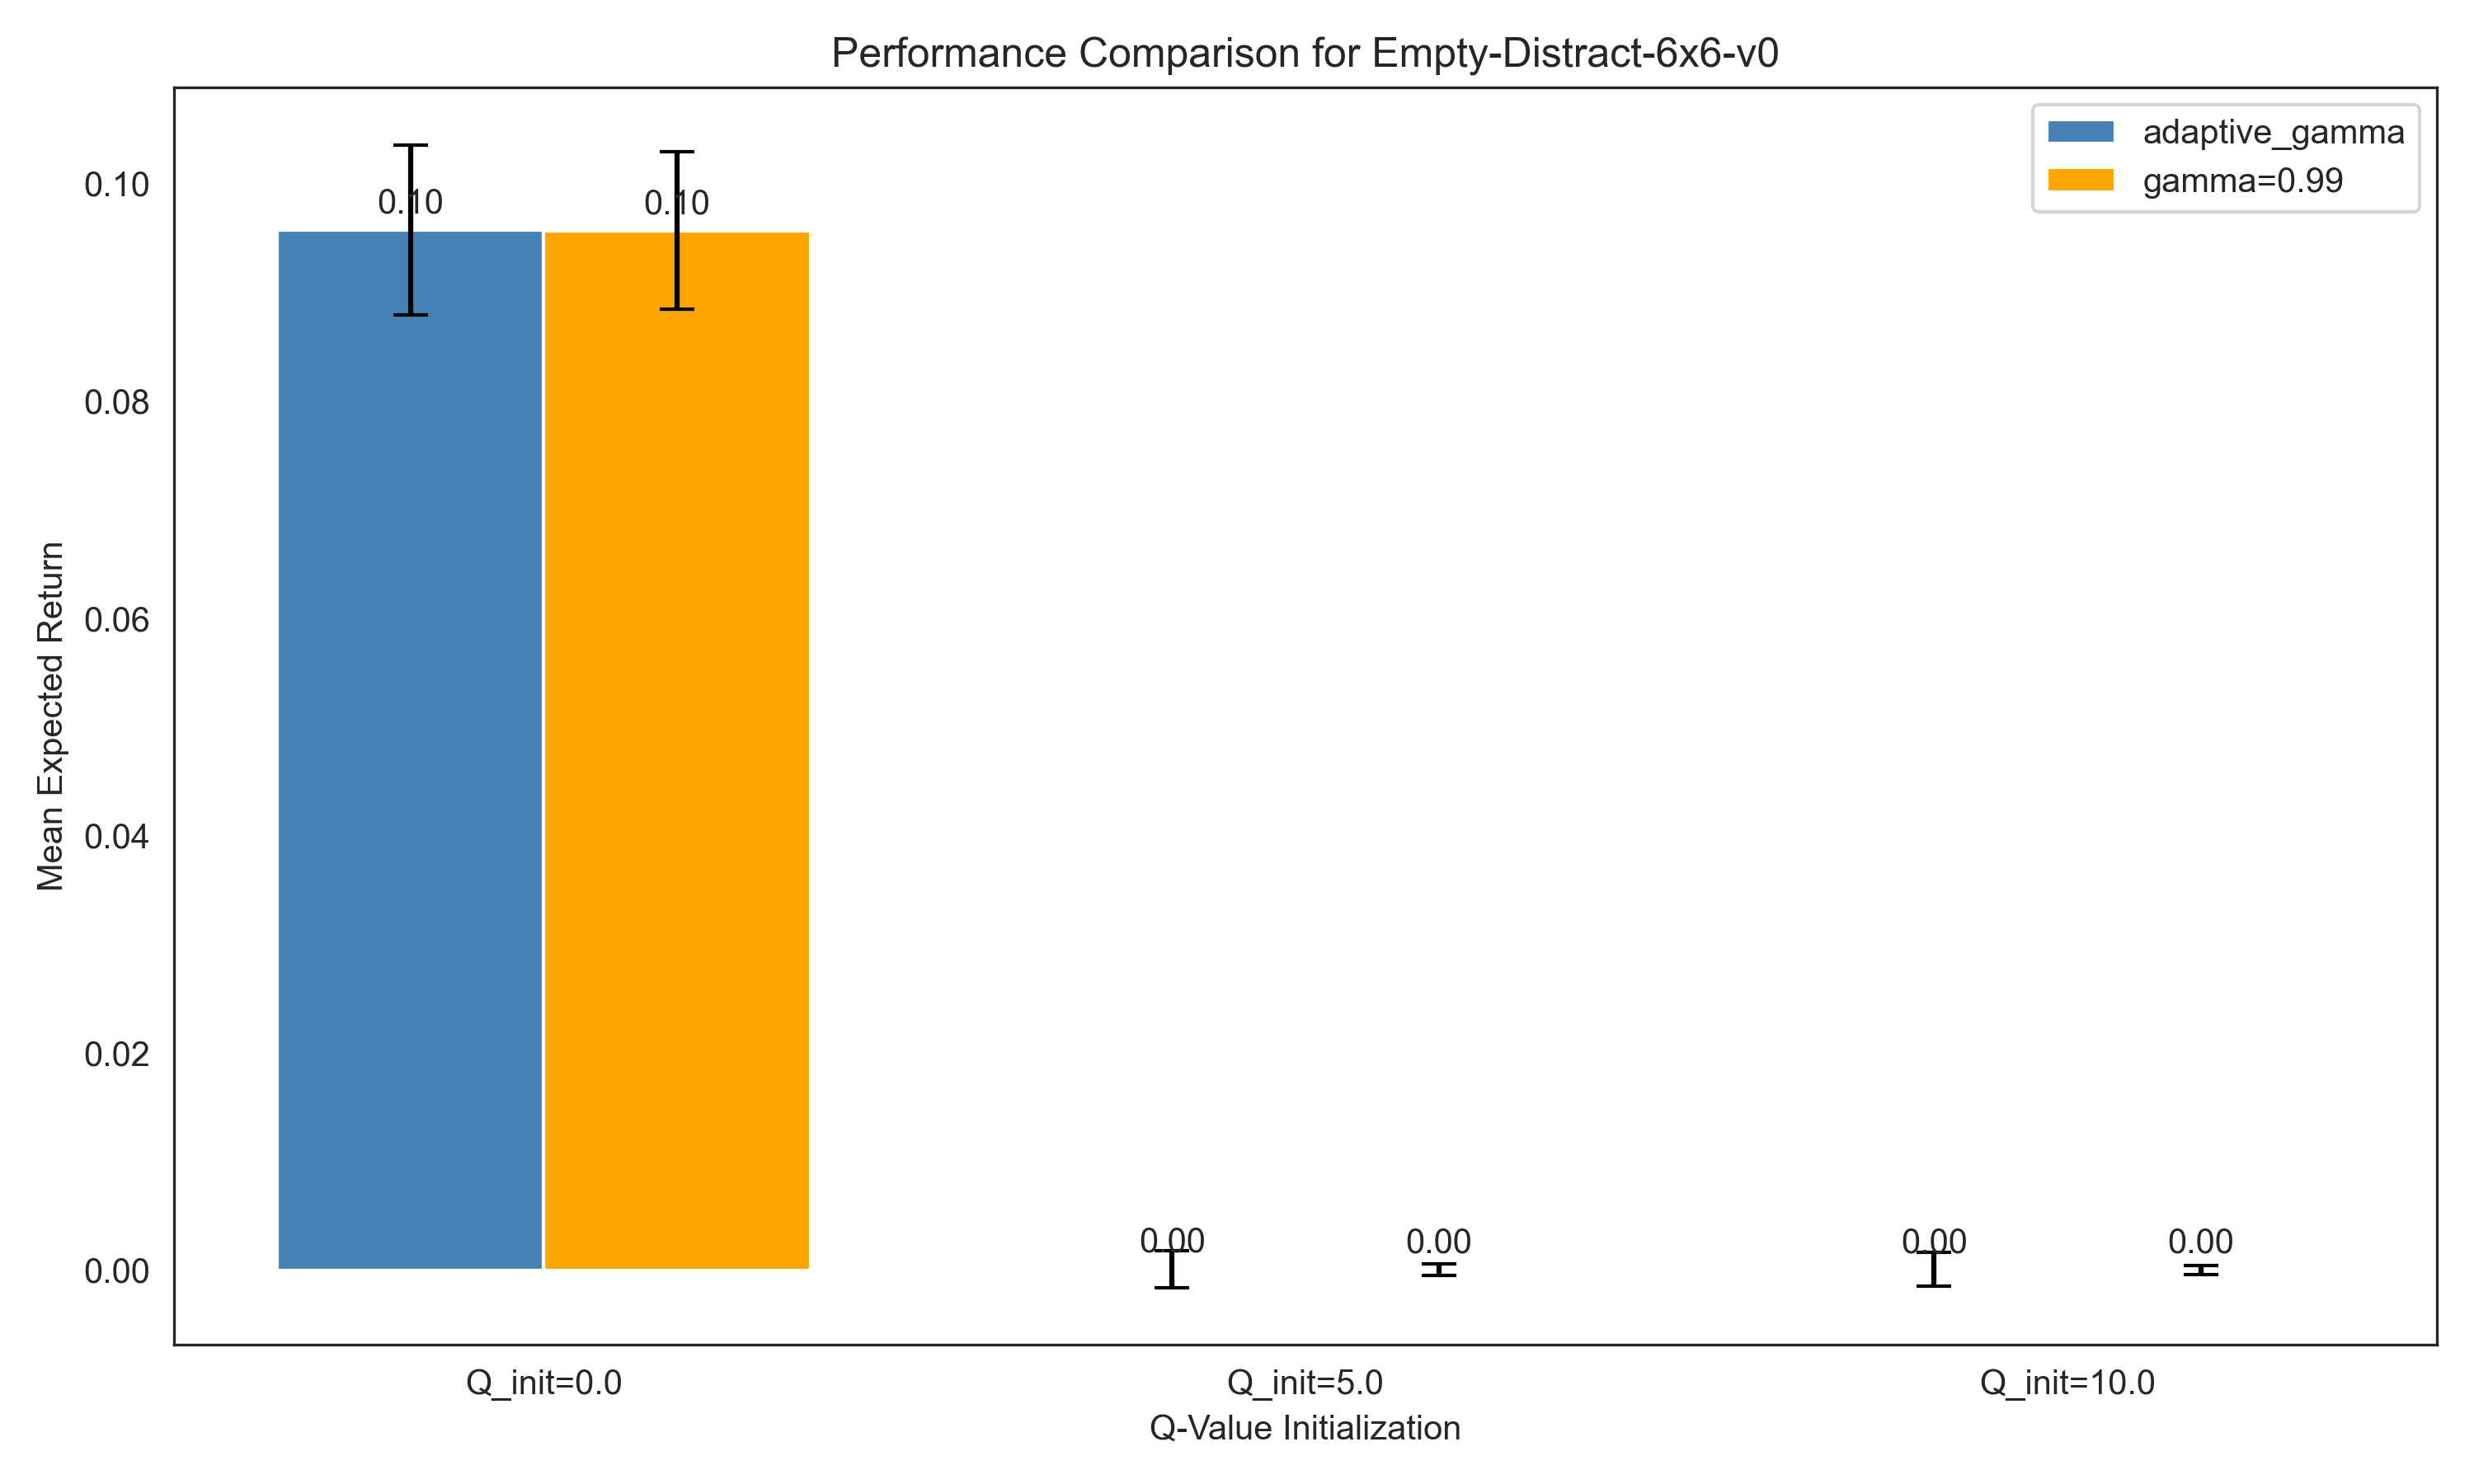 Performance Comparison for Empty-Distract-6x6-v0
adaptive_gamma
gamma=0.99
Mean Expected Return
0.10
0.08
0.06
0.04
0.02
0.00
0.10
0.10
0.00
0.00
0.00
0.00
Q_init=0.0
Q_init=5.0
Q_init=10.0
Q-Value Initialization